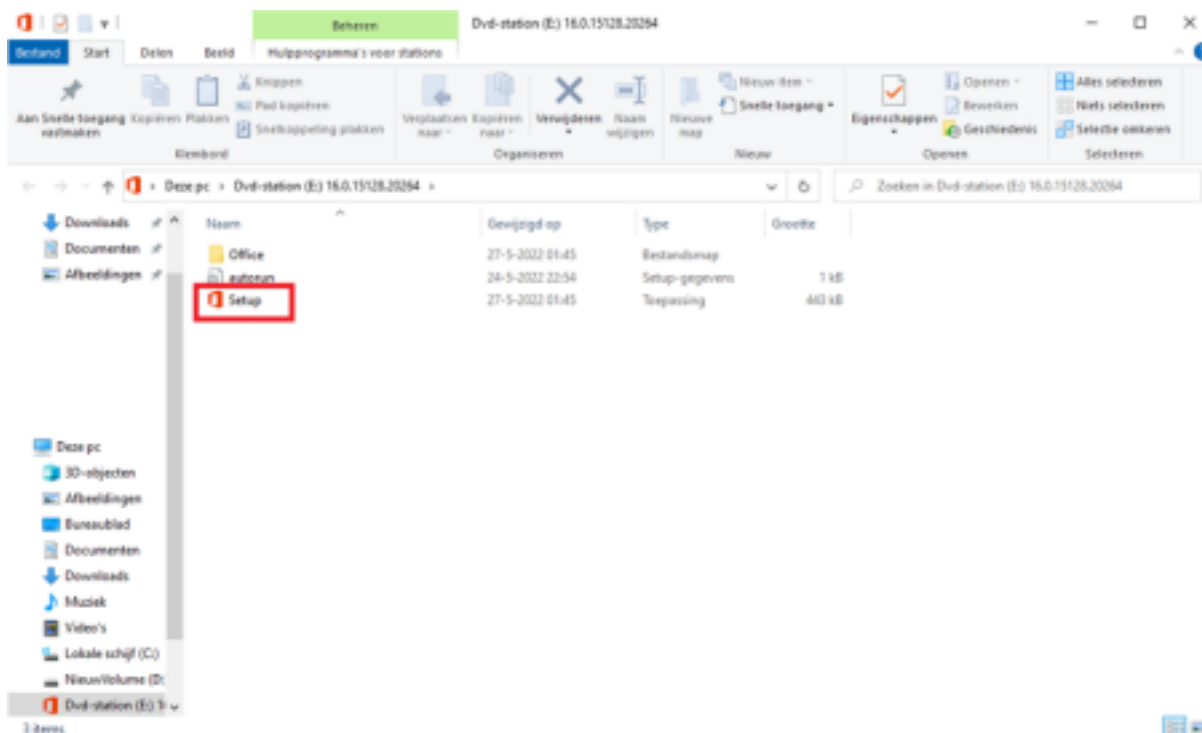 Beheren
Dvd-station (E:) 16.0.15128.20264
Bestand Start Delen Beeld Hulpprogramma's voor stations
Aan Snelle toegang vastmaken
Kopiëren
Plakken
Knippen
Pad kopiëren
Snelkoppeling plakken
Klembord
Verplaatsen naar
Kopiëren naar
Verwijderen
Naam wijzigen
Organiseren
Nieuwe map
Nieuw item
Snelle toegang
Nieuw
Eigenschappen
Openen
Bewerken
Geschiedenis
Openen
Alles selecteren
Niets selecteren
Selectie omkeren
Selecteren
Deze pc › Dvd-station (E:) 16.0.15128.20264 ›
Zoeken in Dvd-station (E:) 16.0.15128.20264
Downloads
Documenten
Afbeeldingen
Naam Gewijzigd op Type Grootte
Office 27-5-2022 01:45 Bestandsmap
autorun 24-5-2022 22:54 Setup-gegevens 1 kB
Setup 27-5-2022 01:45 Toepassing 443 kB
Deze pc
3D-objecten
Afbeeldingen
Bureaublad
Documenten
Downloads
Muziek
Video's
Lokale schijf (C:)
NieuwVolume (D:
Dvd-station (E:) 1
3 items